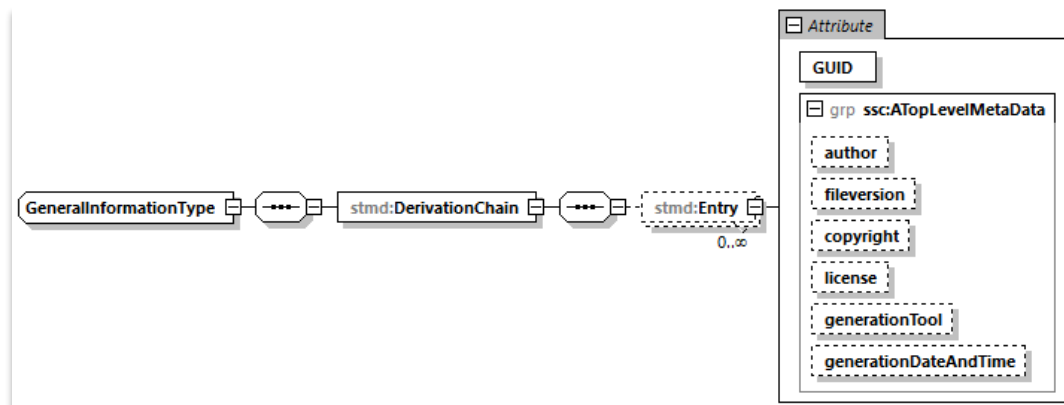 Attribute
GUID
grp ssc:ATopLevelMetaData
author
fileversion
copyright
license
generationTool
generationDateAndTime
GeneralInformationType
stmd:DerivationChain
stmd:Entry
0..∞